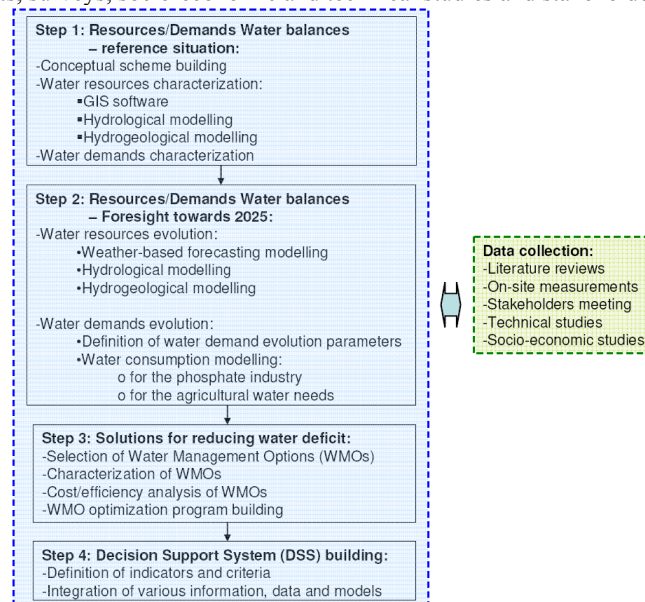 Step 1: Resources/Demands Water balances
– reference situation:
-Conceptual scheme building
-Water resources characterization:
▪GIS software
▪Hydrological modelling
▪Hydrogeological modelling
-Water demands characterization
Step 2: Resources/Demands Water balances
– Foresight towards 2025:
-Water resources evolution:
•Weather-based forecasting modelling
•Hydrological modelling
•Hydrogeological modelling
-Water demands evolution:
•Definition of water demand evolution parameters
•Water consumption modelling:
o for the phosphate industry
o for the agricultural water needs
Step 3: Solutions for reducing water deficit:
-Selection of Water Management Options (WMOs)
-Characterization of WMOs
-Cost/efficiency analysis of WMOs
-WMO optimization program building
Step 4: Decision Support System (DSS) building:
-Definition of indicators and criteria
-Integration of various information, data and models
Data collection:
-Literature reviews
-On-site measurements
-Stakeholders meeting
-Technical studies
-Socio-economic studies